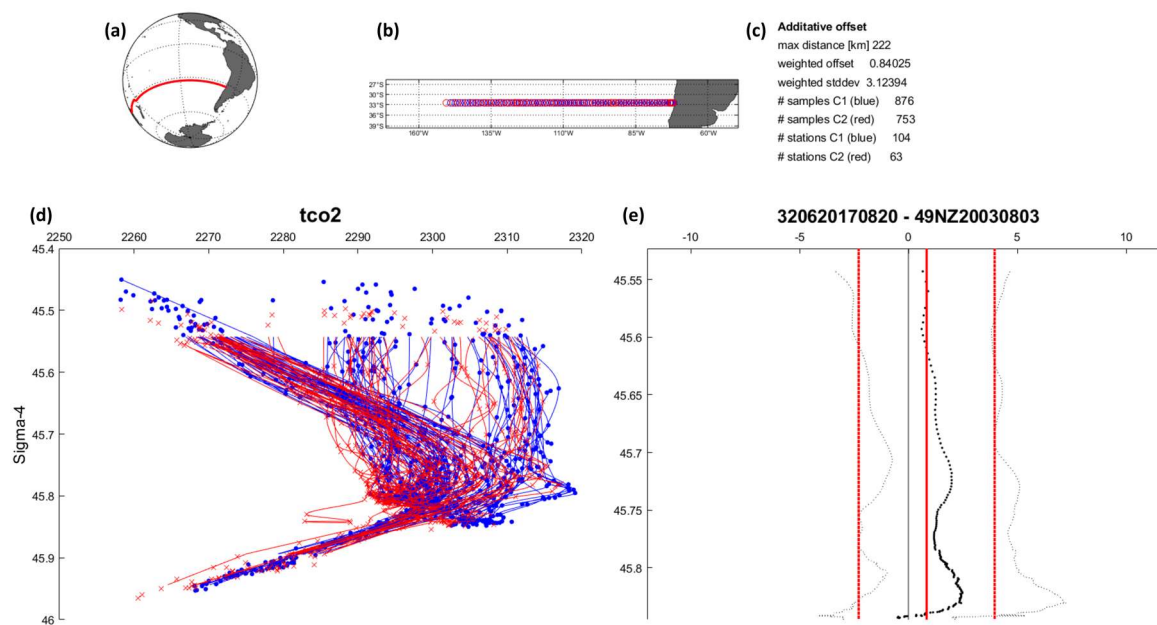 (a)
(b)
(c)
Additative offset
max distance [km] 222
weighted offset 0.84025
weighted stddev 3.12394
# samples C1 (blue) 876
# samples C2 (red) 753
# stations C1 (blue) 104
# stations C2 (red) 63
27°S
30°S
33°S
36°S
39°S
160°W 135°W 110°W 85°W 60°W
(d)
tco2
2250 2260 2270 2280 2290 2300 2310 2320
45.4
45.5
45.6
45.7
45.8
45.9
46
Sigma-4
(e)
320620170820 - 49NZ20030803
-10 -5 0 5 10
45.55
45.6
45.65
45.7
45.75
45.8